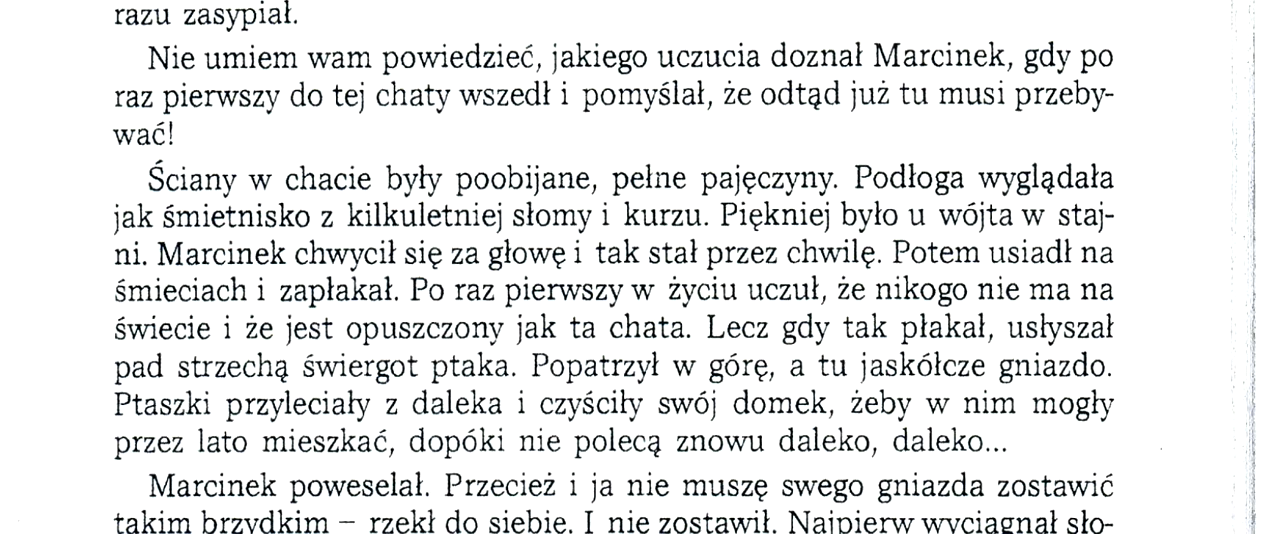 razu zasypiał.
Nie umiem wam powiedzieć, jakiego uczucia doznał Marcinek, gdy po
raz pierwszy do tej chaty wszedł i pomyślał, że odtąd już tu musi przeby-
wać!
Ściany w chacie były poobijane, pełne pajęczyny. Podłoga wyglądała
jak śmietnisko z kilkuletniej słomy i kurzu. Piękniej było u wójta w staj-
ni. Marcinek chwycił się za głowę i tak stał przez chwilę. Potem usiadł na
śmieciach i zapłakał. Po raz pierwszy w życiu uczuł, że nikogo nie ma na
świecie i że jest opuszczony jak ta chata. Lecz gdy tak płakał, usłyszał
pad strzechą świergot ptaka. Popatrzył w górę, a tu jaskółcze gniazdo.
Ptaszki przyleciały z daleka i czyściły swój domek, żeby w nim mogły
przez lato mieszkać, dopóki nie polecą znowu daleko, daleko...
Marcinek poweselał. Przecież i ja nie muszę swego gniazda zostawić
takim brzydkim – rzekł do siebie. I nie zostawił. Najpierw wyciągnął sło-